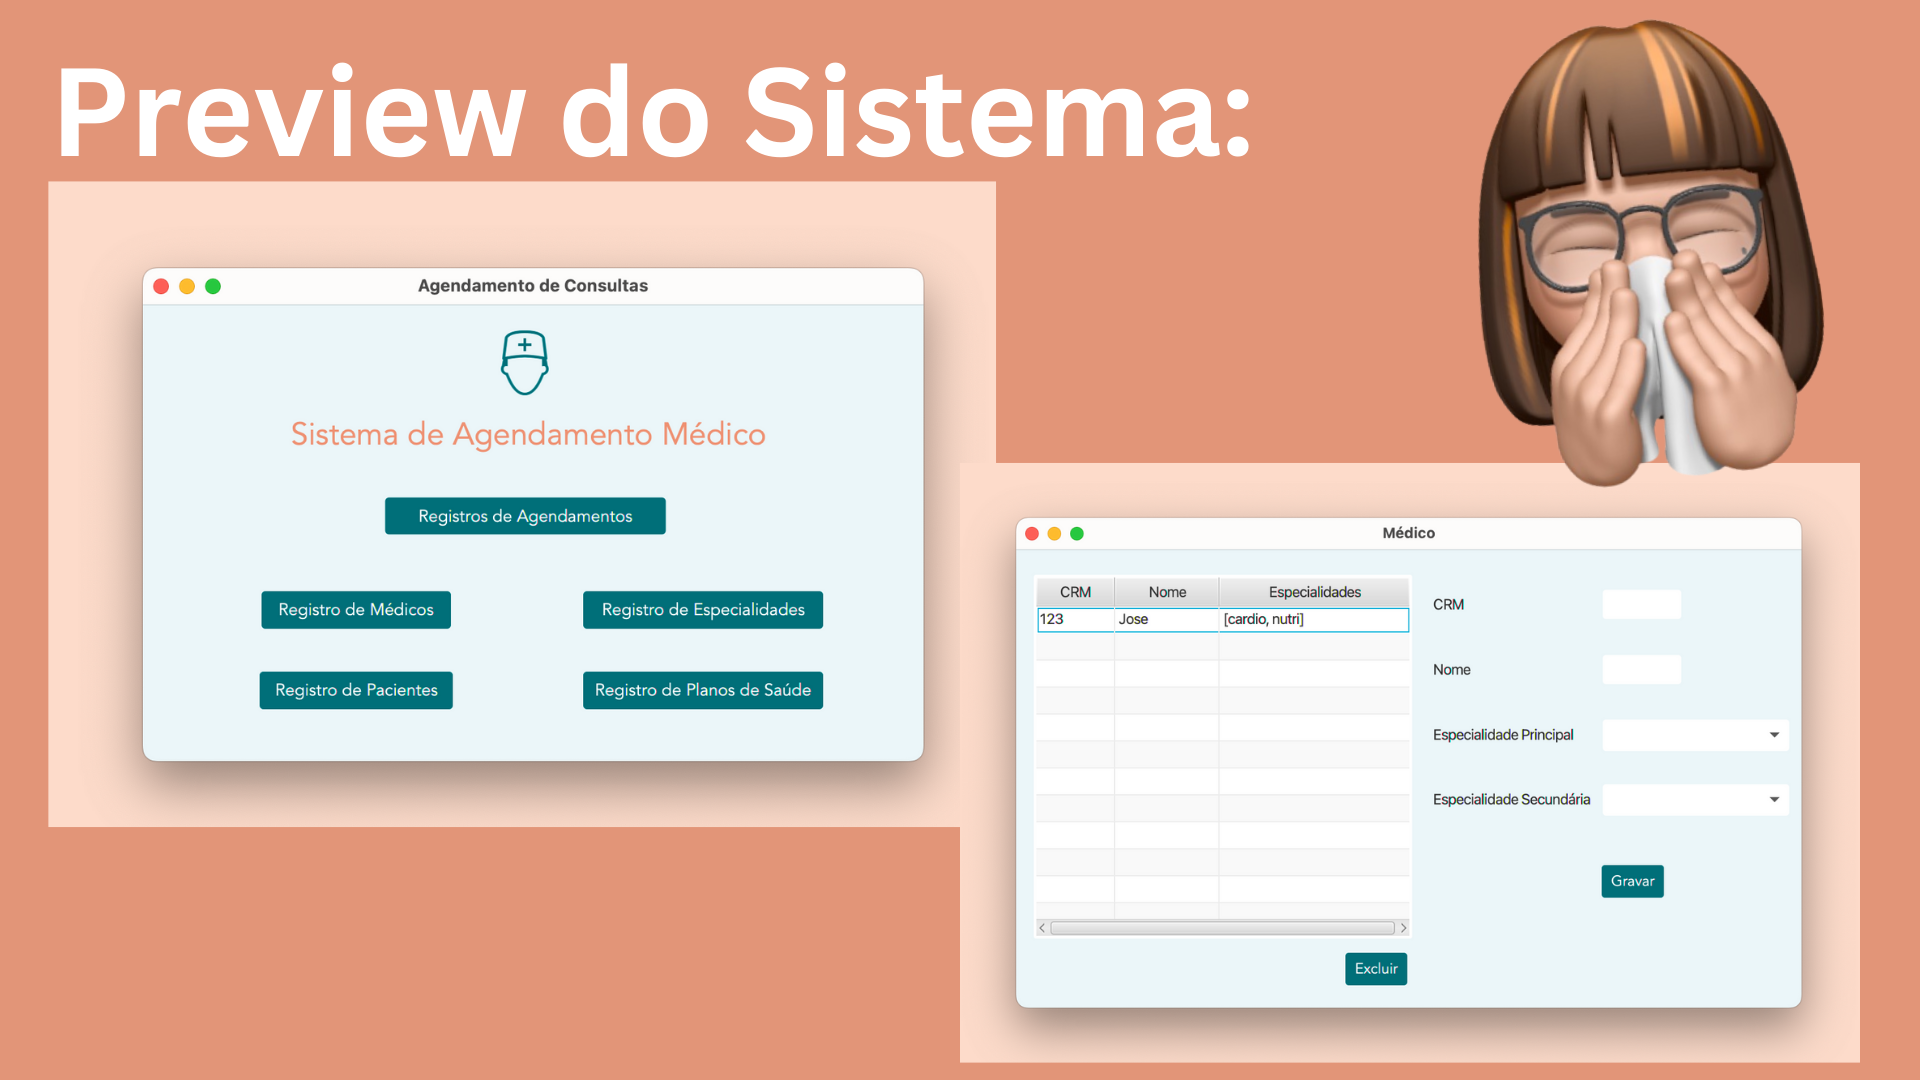 Preview do Sistema:
Agendamento de Consultas
Sistema de Agendamento Médico
Registros de Agendamentos
Registro de Médicos
Registro de Especialidades
Registro de Pacientes
Registro de Planos de Saúde
Médico
CRM Nome Especialidades
123 Jose [cardio, nutri]
Excluir
CRM
Nome
Especialidade Principal
Especialidade Secundária
Gravar